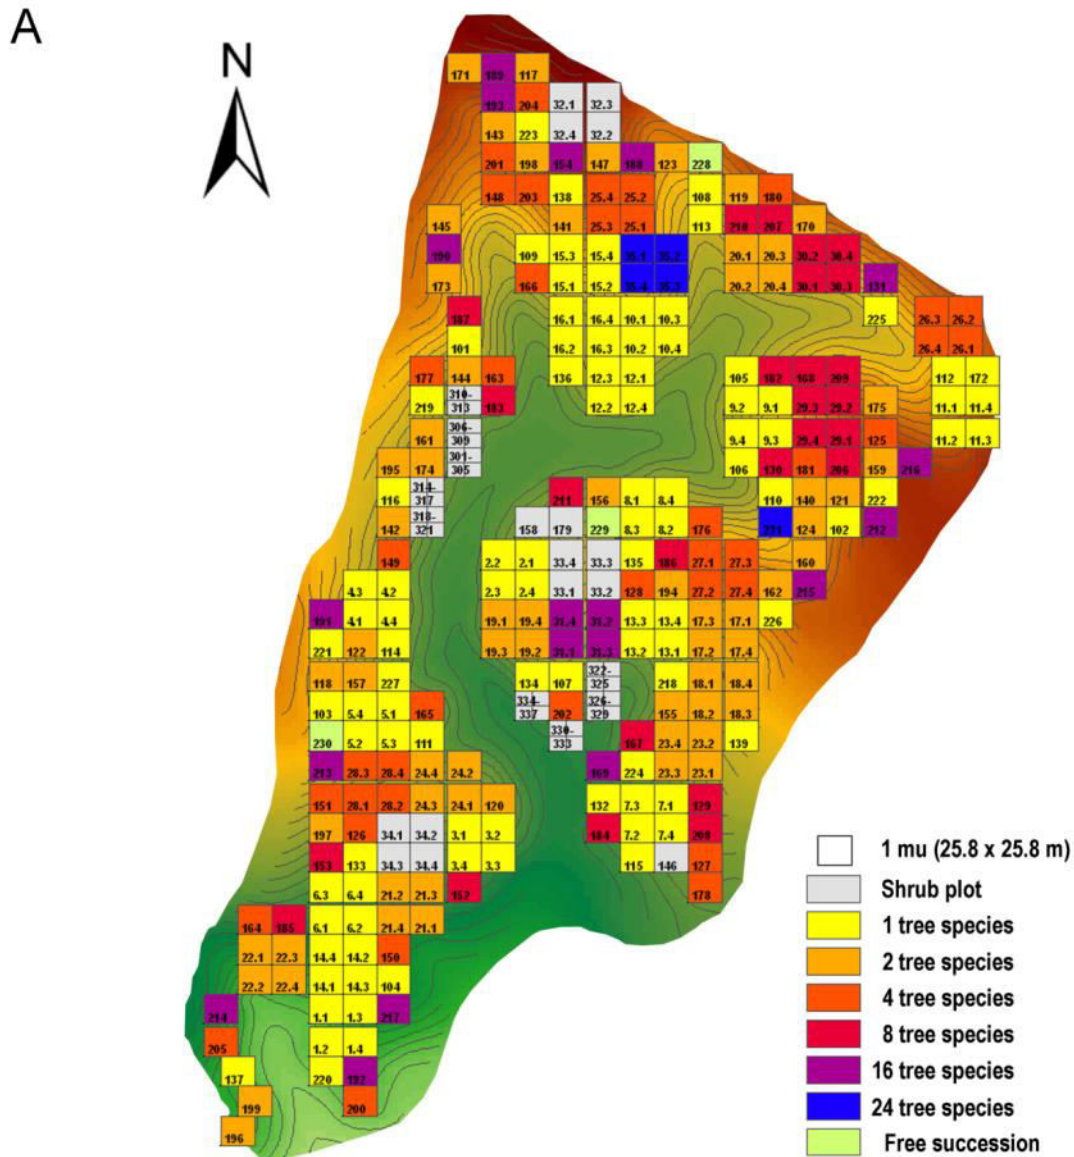 A
N
171 189 117
193 204 32.1 32.3
143 223 32.4 32.2
201 198 154 147 188 123 228
148 203 138 25.4 25.2 108 119 180
145 141 25.3 25.1 113 210 207 170
190 109 15.3 15.4 35.1 35.2 20.1 20.3 30.2 30.4
173 166 15.1 15.2 35.4 35.3 20.2 20.4 30.1 30.3 131
187 16.1 16.4 10.1 10.3 225 26.3 26.2
101 16.2 16.3 10.2 10.4 26.4 26.1
177 144 163 136 12.3 12.1 105 182 168 209 112 172
219 310-313 183 12.2 12.4 9.2 9.1 29.3 29.2 175 11.1 11.4
161 306-309 9.4 9.3 29.4 29.1 125 11.2 11.3
195 174 301-305 106 130 181 206 159 216
116 314-317 211 156 8.1 8.4 110 140 121 222
142 318-321 158 179 229 8.3 8.2 176 124 102 212
149 2.2 2.1 33.4 33.3 135 186 27.1 27.3 160
4.3 4.2 2.3 2.4 33.1 33.2 128 194 27.2 27.4 162 215
191 4.1 4.4 19.1 19.4 31.4 31.2 13.3 13.4 17.3 17.1 226
221 122 114 19.3 19.2 31.1 31.3 13.2 13.1 17.2 17.4
118 157 227 134 107 322-325 218 18.1 18.4
103 5.4 5.1 165 334-337 202 326-329 155 18.2 18.3
230 5.2 5.3 111 330-333 167 23.4 23.2 139
213 28.3 28.4 24.4 24.2 169 224 23.3 23.1
151 28.1 28.2 24.3 24.1 120 132 7.3 7.1 129
197 126 34.1 34.2 3.1 3.2 184 7.2 7.4 208
153 133 34.3 34.4 3.4 3.3 115 146 127
6.3 6.4 21.2 21.3 152 178
164 185 6.1 6.2 21.4 21.1
22.1 22.3 14.4 14.2 150
22.2 22.4 14.1 14.3 104
214 1.1 1.3 217
205 1.2 1.4
137 220 192
199 200
196
1 mu (25.8 x 25.8 m)
Shrub plot
1 tree species
2 tree species
4 tree species
8 tree species
16 tree species
24 tree species
Free succession